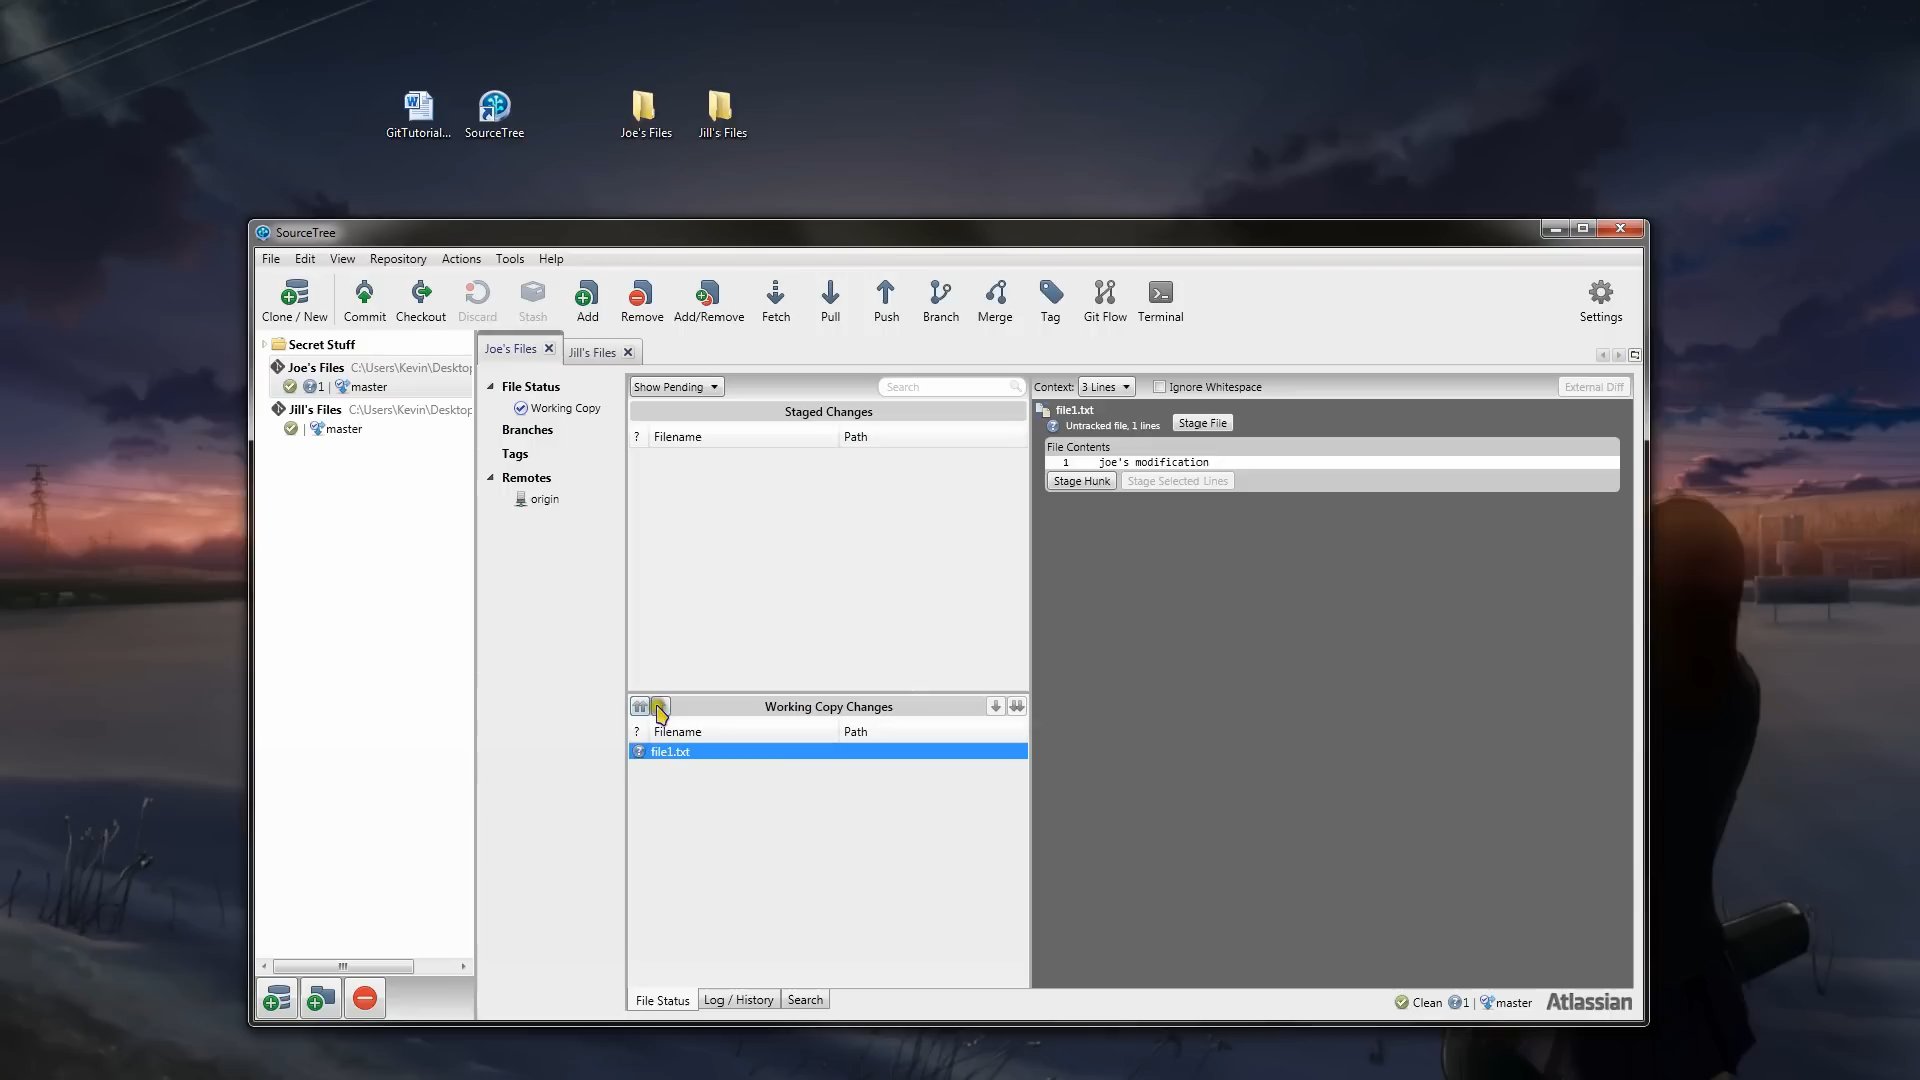 GitTutorial...
SourceTree
Joe's Files
Jill's Files
SourceTree
File Edit View Repository Actions Tools Help
Clone / New Commit Checkout Discard Stash Add Remove Add/Remove Fetch Pull Push Branch Merge Tag Git Flow Terminal Settings
Secret Stuff
Joe's Files C:\Users\Kevin\Desktop
1 | master
Jill's Files C:\Users\Kevin\Desktop
| master
Joe's Files
Jill's Files
File Status
Working Copy
Branches
Tags
Remotes
origin
Show Pending
Search
Staged Changes
? Filename Path
Working Copy Changes
? Filename Path
file1.txt
File Status Log / History Search
Context: 3 Lines Ignore Whitespace External Diff
file1.txt
Untracked file, 1 lines Stage File
File Contents
1 joe's modification
Stage Hunk Stage Selected Lines
Clean 1 | master Atlassian